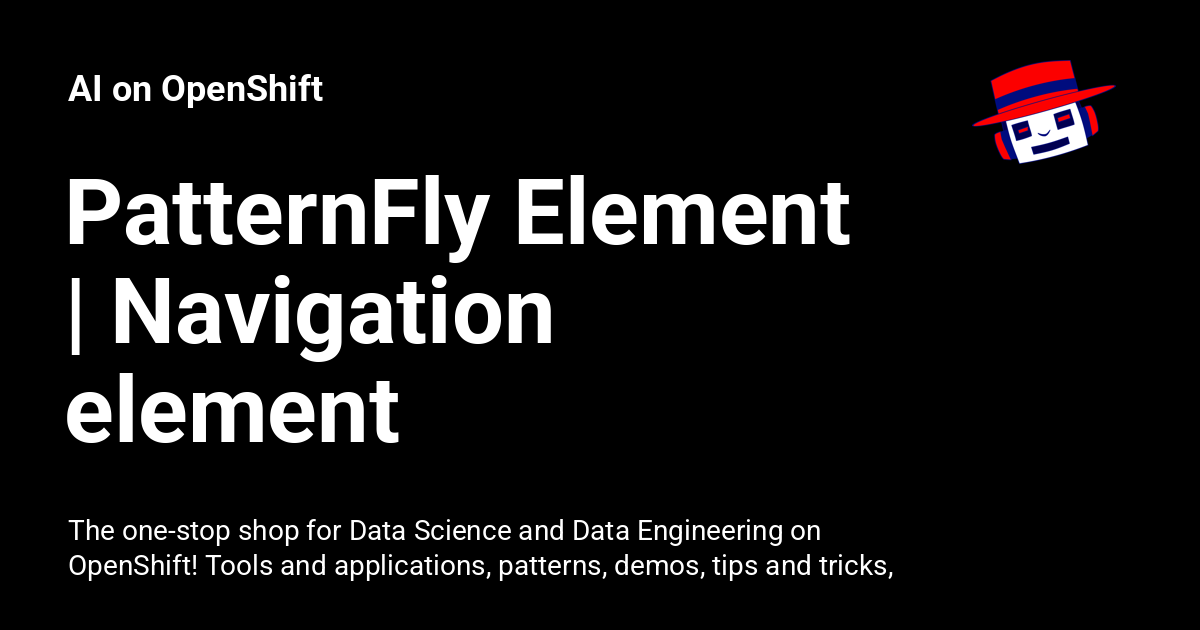 AI on OpenShift
PatternFly Element
| Navigation
element
The one-stop shop for Data Science and Data Engineering on
OpenShift! Tools and applications, patterns, demos, tips and tricks,